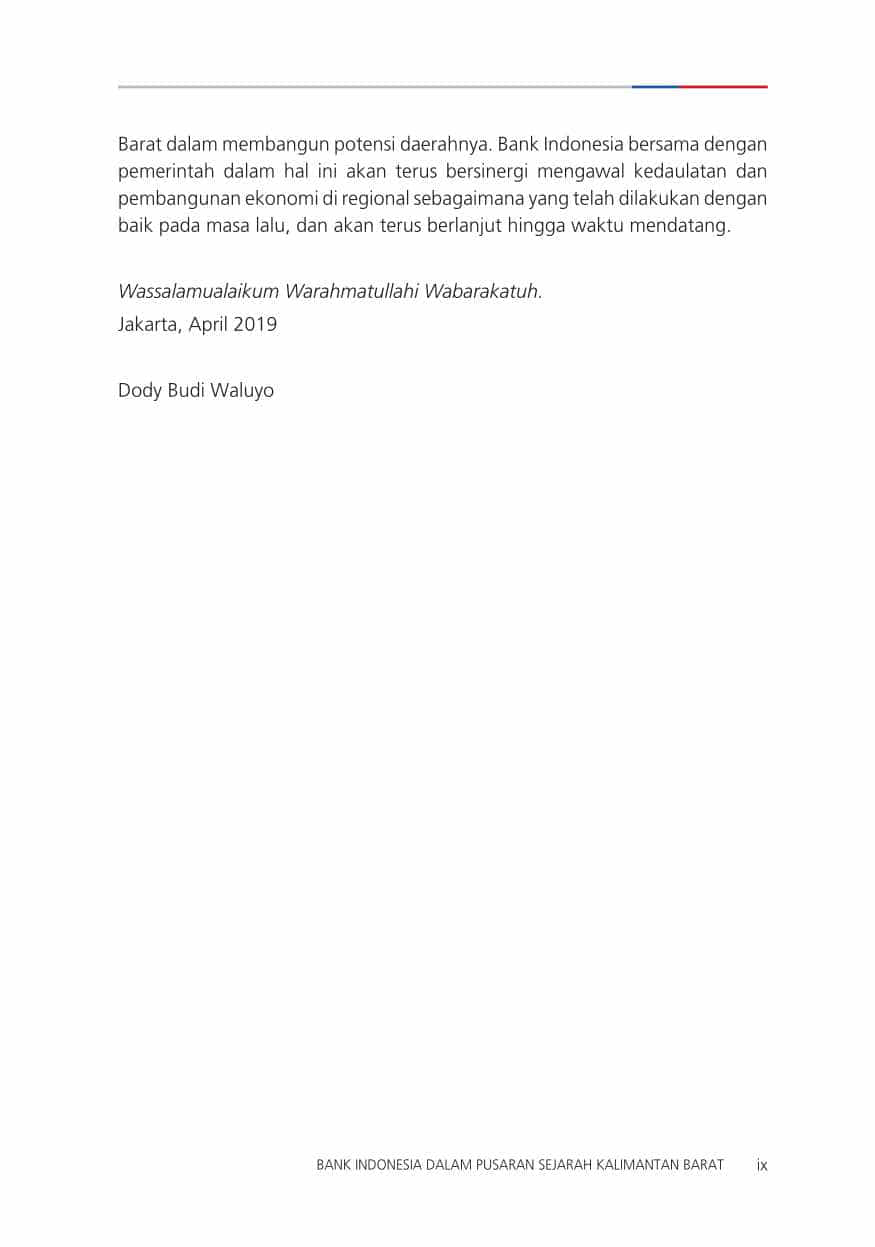 Barat dalam membangun potensi daerahnya. Bank Indonesia bersama dengan
pemerintah dalam hal ini akan terus bersinergi mengawal kedaulatan dan
pembangunan ekonomi di regional sebagaimana yang telah dilakukan dengan
baik pada masa lalu, dan akan terus berlanjut hingga waktu mendatang.
Wassalamualaikum Warahmatullahi Wabarakatuh.
Jakarta, April 2019
Dody Budi Waluyo
BANK INDONESIA DALAM PUSARAN SEJARAH KALIMANTAN BARAT ix